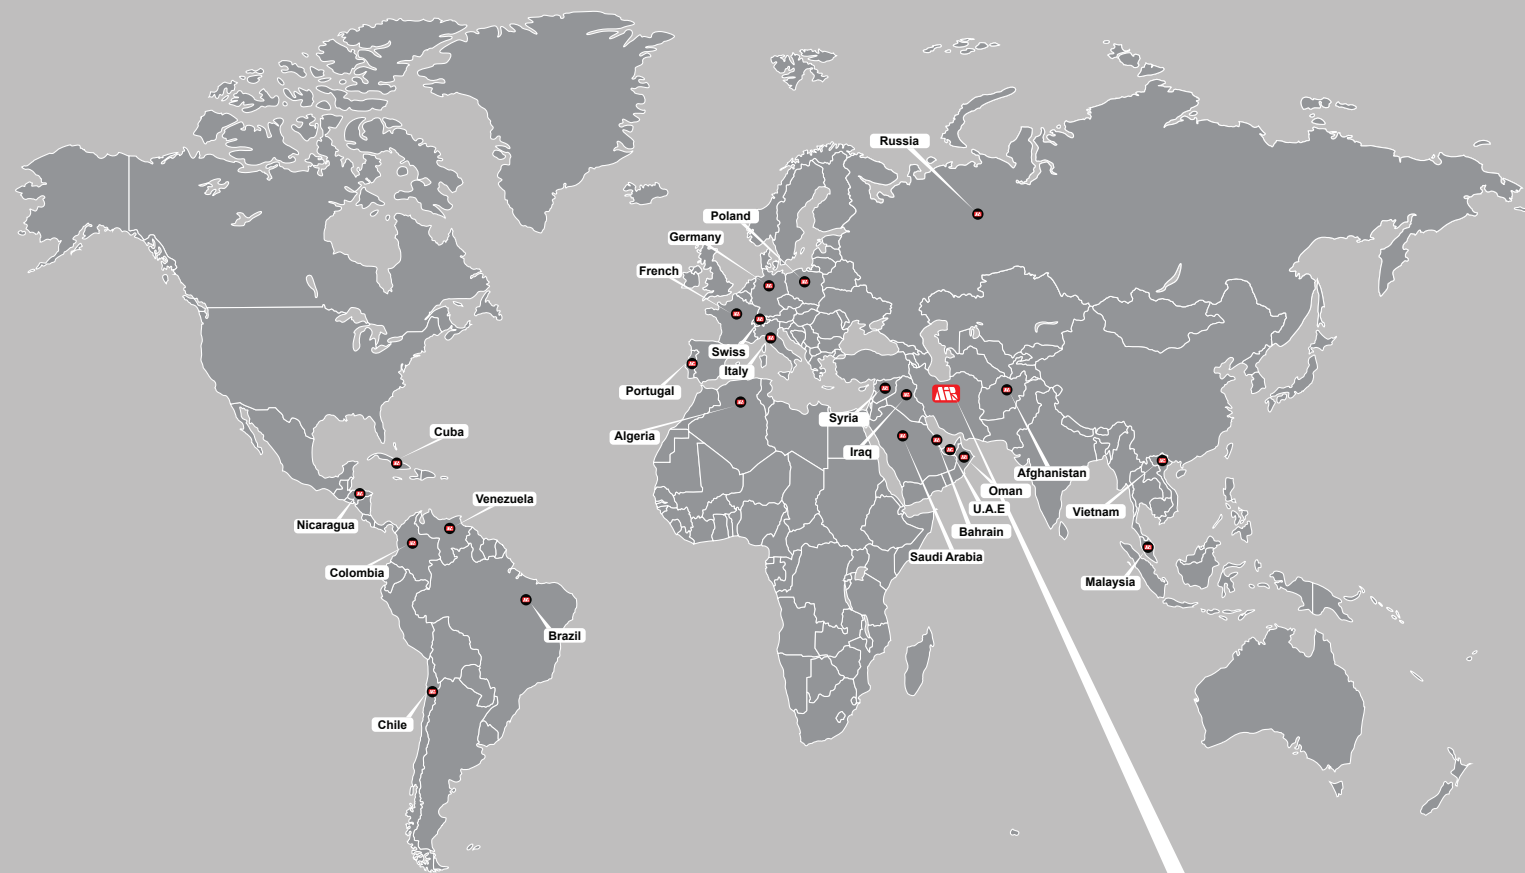 Russia
Poland
Germany
French
Swiss
Italy
Portugal
Algeria
Syria
Iraq
Cuba
Venezuela
Nicaragua
Colombia
Brazil
Chile
Afghanistan
Oman
U.A.E
Bahrain
Saudi Arabia
Vietnam
Malaysia